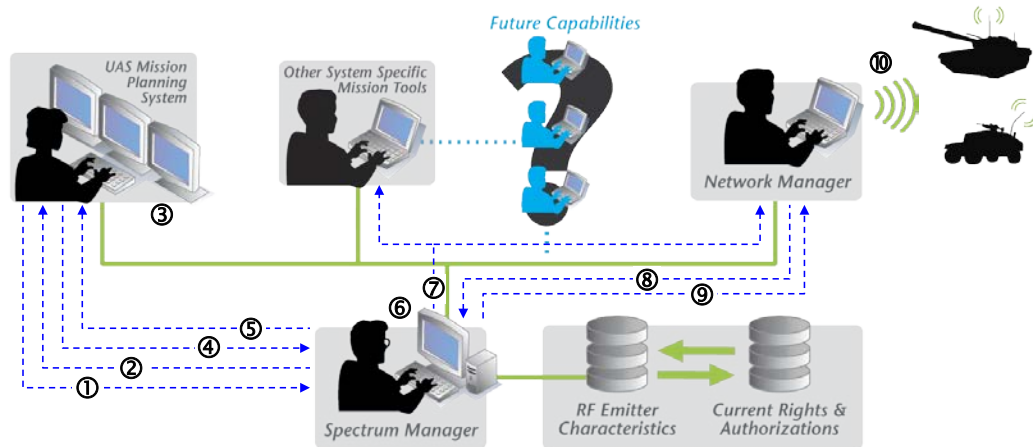 Future Capabilities
UAS Mission
Planning
System
Other System Specific
Mission Tools
?
⑩
Network Manager
③
⑧
⑦
⑨
⑥
⑤
④
②
①
Spectrum Manager
RF Emitter
Characteristics
Current Rights &
Authorizations